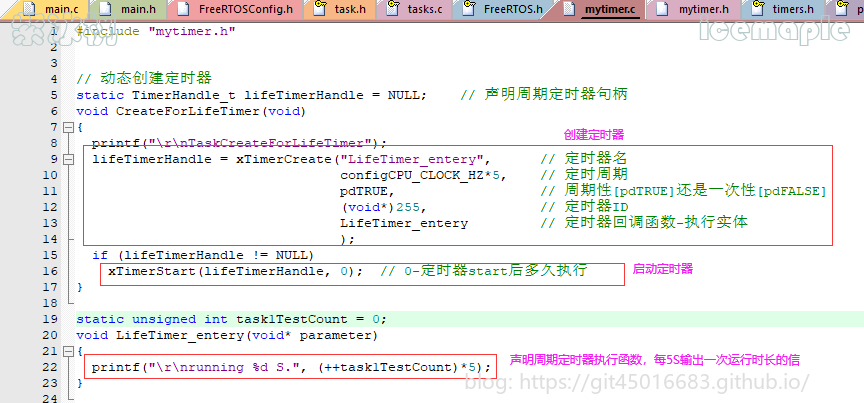 main.c main.h FreeRTOSConfig.h task.h tasks.c FreeRTOS.h mytimer.c mytimer.h timers.h
icemaple
1 #include "mytimer.h"
2
3
4 // 动态创建定时器
5 static TimerHandle_t lifeTimerHandle = NULL; // 声明周期定时器句柄
6 void CreateForLifeTimer(void)
创建定时器
7 {
8 printf("\r\nTaskCreateForLifeTimer");
9 lifeTimerHandle = xTimerCreate("LifeTimer_entery", // 定时器名
10 configCPU_CLOCK_HZ*5, // 定时周期
11 pdTRUE, // 周期性[pdTRUE]还是一次性[pdFALSE]
12 (void*)255, // 定时器ID
13 LifeTimer_entery // 定时器回调函数-执行实体
14 );
15 if (lifeTimerHandle != NULL)
16 xTimerStart(lifeTimerHandle, 0); // 0-定时器start后多久执行 启动定时器
17 }
18
19 static unsigned int task1TestCount = 0;
20 void LifeTimer_entery(void* parameter)
21 {
声明周期定时器执行函数，每5S输出一次运行时长的信
22 printf("\r\nrunning %d S.", (++task1TestCount)*5);
23 }
blog: https://git45016683.github.io/
24